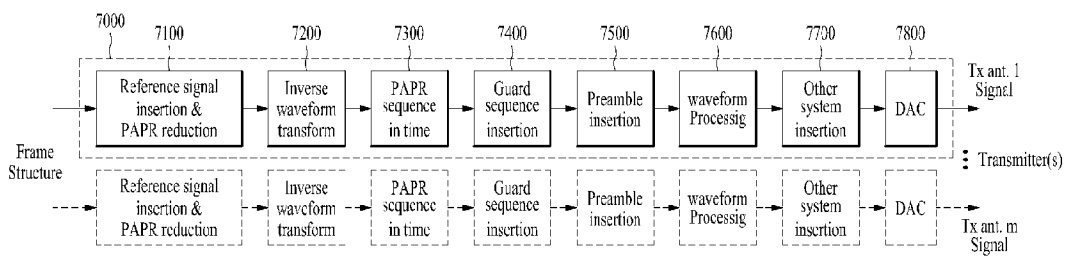 7000
7100
7200
7300
7400
7500
7600
7700
7800
Reference signal
insertion &
PAPR reduction
Inverse
waveform
transform
PAPR
sequence
in time
Guard
sequence
insertion
Preamble
insertion
waveform
Processig
Other
system
insertion
DAC
Tx ant. 1
Signal
Frame
Structure
Transmitter(s)
Reference signal
insertion &
PAPR reduction
Inverse
waveform
transform
PAPR
sequence
in time
Guard
sequence
insertion
Preamble
insertion
waveform
Processig
Other
system
insertion
DAC
Tx ant. m
Signal